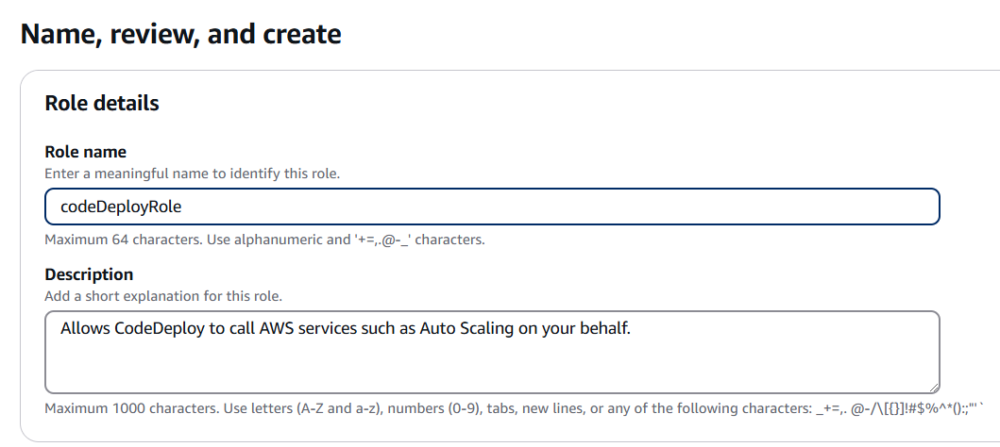 Name, review, and create
Role details
Role name
Enter a meaningful name to identify this role.
codeDeployRole
Maximum 64 characters. Use alphanumeric and '+=,.@-_' characters.
Description
Add a short explanation for this role.
Allows CodeDeploy to call AWS services such as Auto Scaling on your behalf.
Maximum 1000 characters. Use letters (A-Z and a-z), numbers (0-9), tabs, new lines, or any of the following characters: _+=,. @-/\[{}]!#$%^*();:"'`